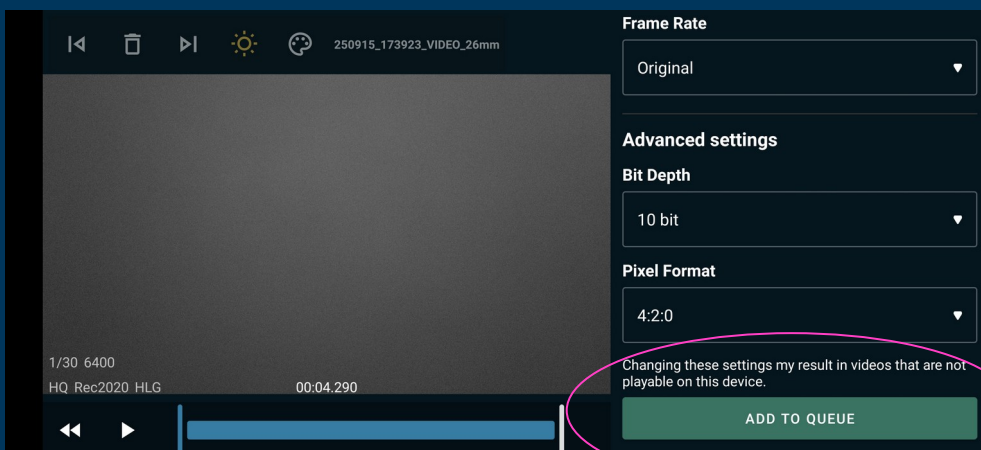 250915_173923_VIDEO_26mm
1/30 6400
HQ Rec2020 HLG
00:04.290
Frame Rate
Original
Advanced settings
Bit Depth
10 bit
Pixel Format
4:2:0
Changing these settings my result in videos that are not
playable on this device.
ADD TO QUEUE